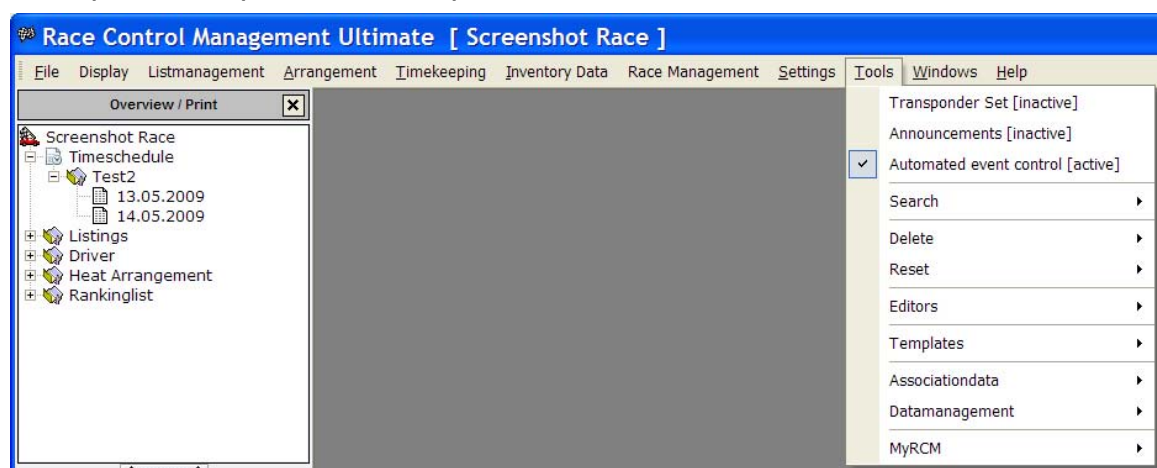 Race Control Management Ultimate [ Screenshot Race ]
File Display Listmanagement Arrangement Timekeeping Inventory Data Race Management Settings Tools Windows Help
Overview / Print
Screenshot Race
Timeschedule
Test2
13.05.2009
14.05.2009
Listings
Driver
Heat Arrangement
Rankinglist
Transponder Set [inactive]
Announcements [inactive]
Automated event control [active]
Search
Delete
Reset
Editors
Templates
Associationdata
Datamanagement
MyRCM